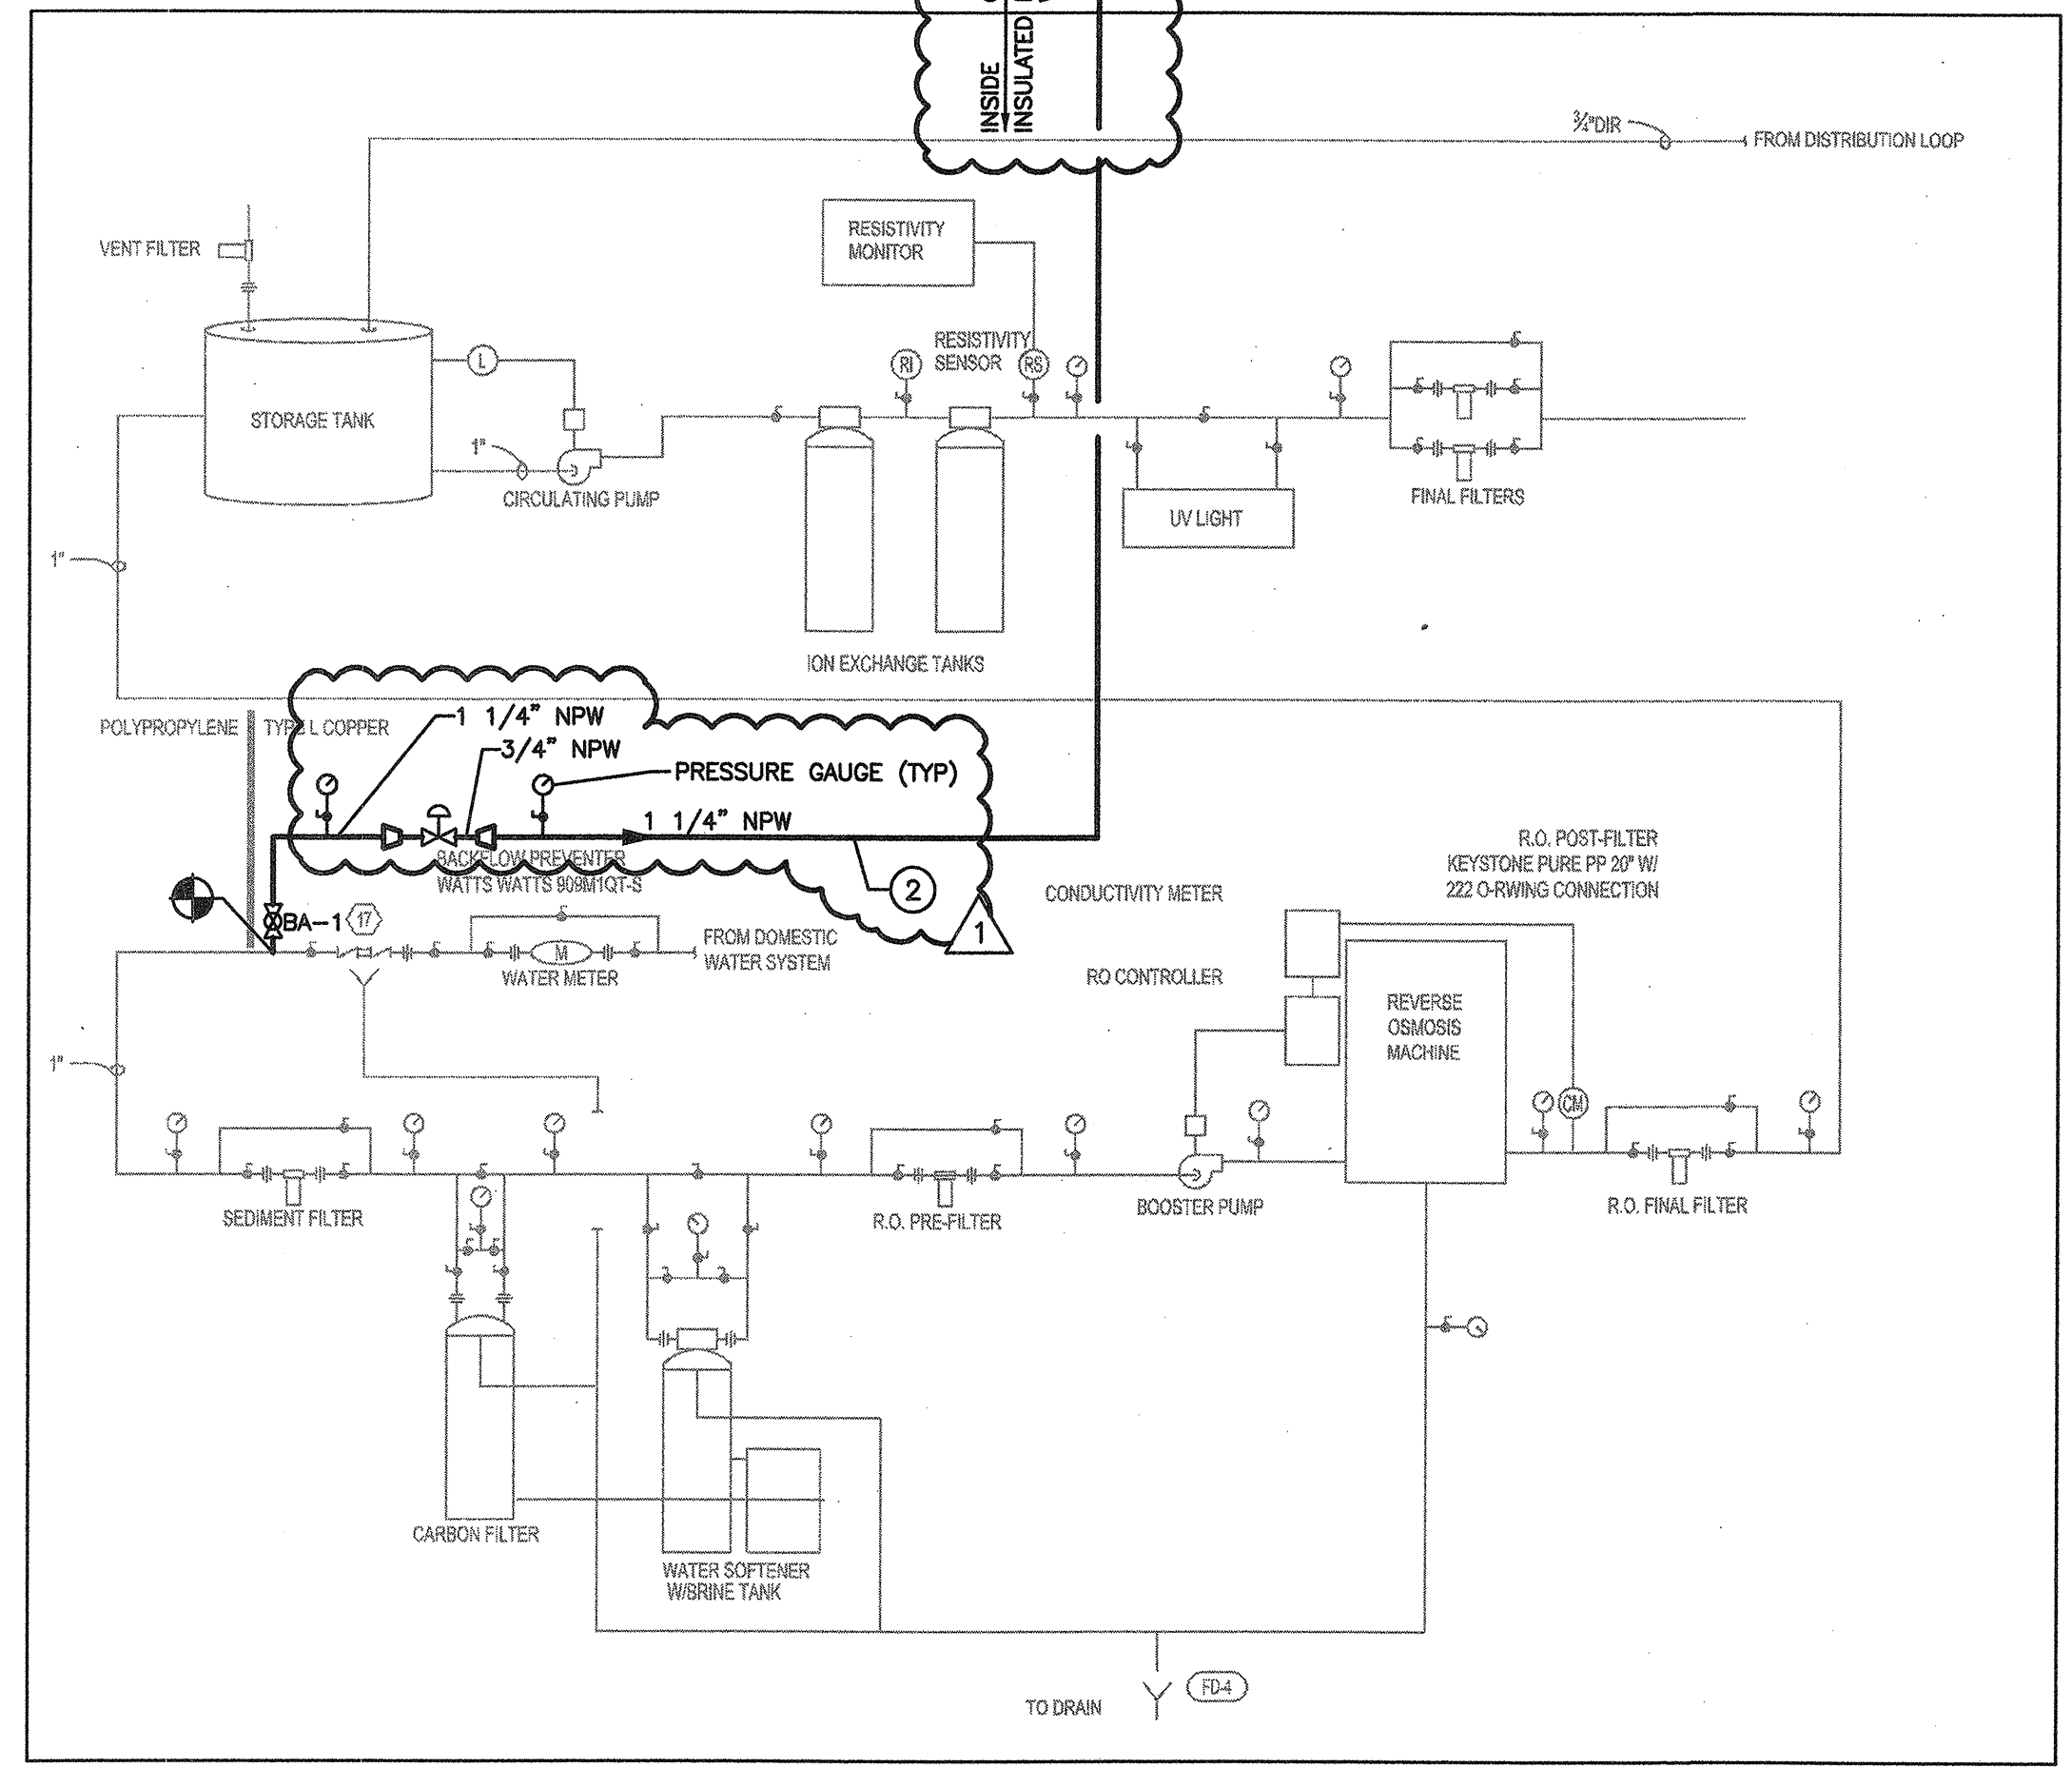 INSIDE
INSULATED
3/4"DIR
FROM DISTRIBUTION LOOP
VENT FILTER
RESISTIVITY
MONITOR
RESISTIVITY
SENSOR
L
RI
RS
STORAGE TANK
1"
CIRCULATING PUMP
UV LIGHT
FINAL FILTERS
1"
ION EXCHANGE TANKS
POLYPROPYLENE
TYPE L COPPER
1 1/4" NPW
3/4" NPW
PRESSURE GAUGE (TYP)
1 1/4" NPW
BACKFLOW PREVENTER
WATTS WATTS 909M1QT-S
2
BA-1
17
1
M
WATER METER
FROM DOMESTIC
WATER SYSTEM
CONDUCTIVITY METER
R.O. POST-FILTER
KEYSTONE PURE PP 20" W/
222 O-RWING CONNECTION
RO CONTROLLER
REVERSE
OSMOSIS
MACHINE
1"
CM
SEDIMENT FILTER
R.O. PRE-FILTER
BOOSTER PUMP
R.O. FINAL FILTER
CARBON FILTER
WATER SOFTENER
W/BRINE TANK
TO DRAIN
FD-4